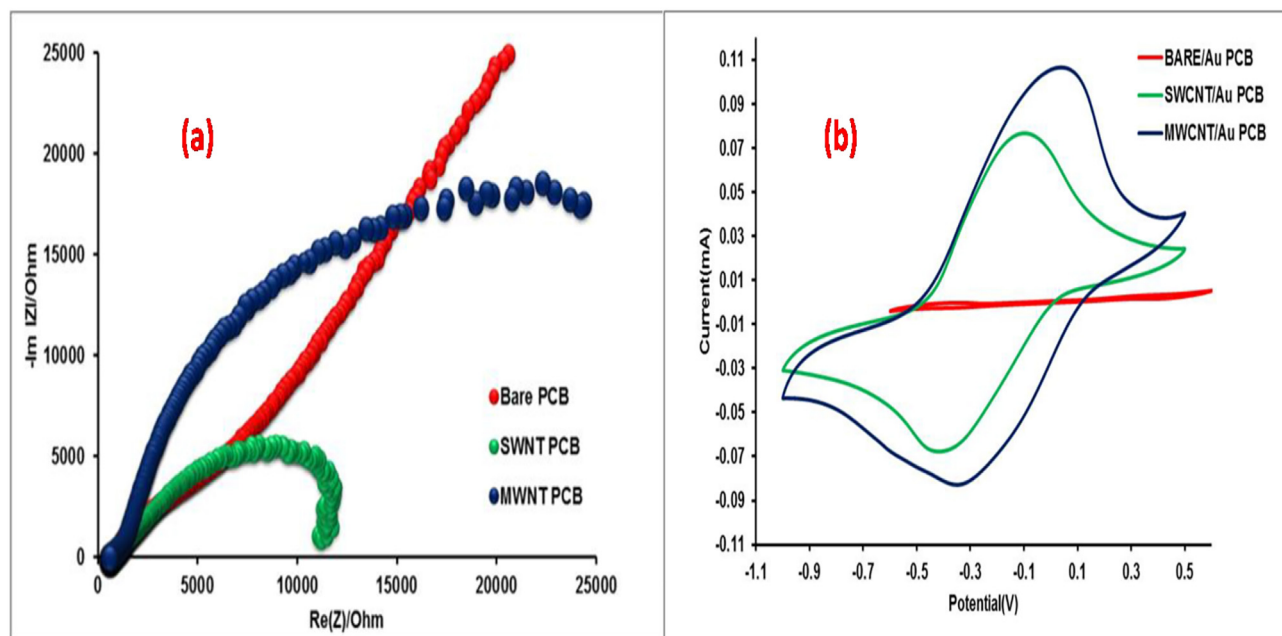 (a)
-Im |Z|/Ohm
25000
20000
15000
10000
5000
0
Bare PCB
SWNT PCB
MWNT PCB
0 5000 10000 15000 20000 25000
Re(Z)/Ohm
(b)
Current(mA)
0.11
0.09
0.07
0.05
0.03
0.01
-0.01
-0.03
-0.05
-0.07
-0.09
-0.11
BARE/Au PCB
SWCNT/Au PCB
MWCNT/Au PCB
-1.1 -0.9 -0.7 -0.5 -0.3 -0.1 0.1 0.3 0.5
Potential(V)